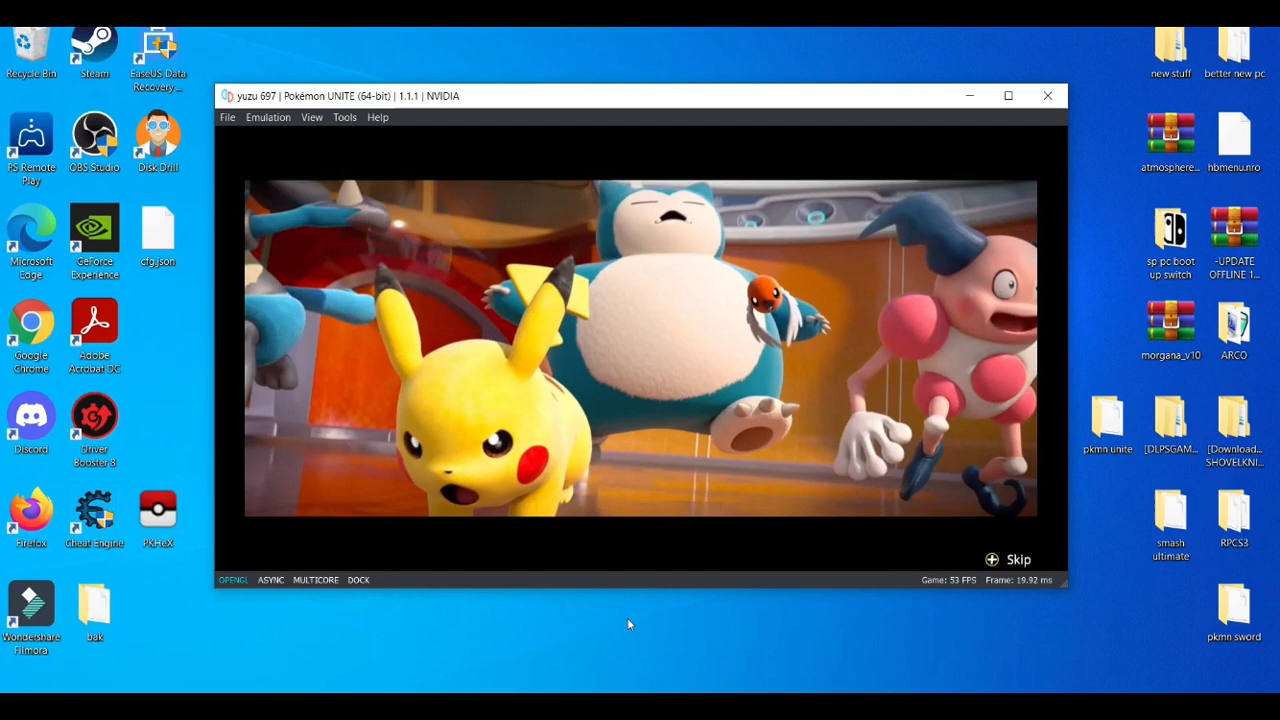 Recycle Bin
Steam
EaseUS Data
Recovery ...
new stuff
better new pc
yuzu 697 | Pokémon UNITE (64-bit) | 1.1.1 | NVIDIA
File Emulation View Tools Help
PS Remote
Play
OBS Studio
Disk Drill
atmosphere...
hbmenu.nro
Microsoft
Edge
GeForce
Experience
cfg.json
sp pc boot
up switch
-UPDATE
OFFLINE 1...
Google
Chrome
Adobe
Acrobat DC
morgana_v10
ARCO
Discord
Driver
Booster 8
pkmn unite
[DLPSGAM...
[Download...
SHOVELKNI...
Firefox
Cheat Engine
PKHeX
smash
ultimate
RPCS3
Skip
OPENGL ASYNC MULTICORE DOCK
Game: 53 FPS Frame: 19.92 ms
Wondershare
Filmora
bak
pkmn sword